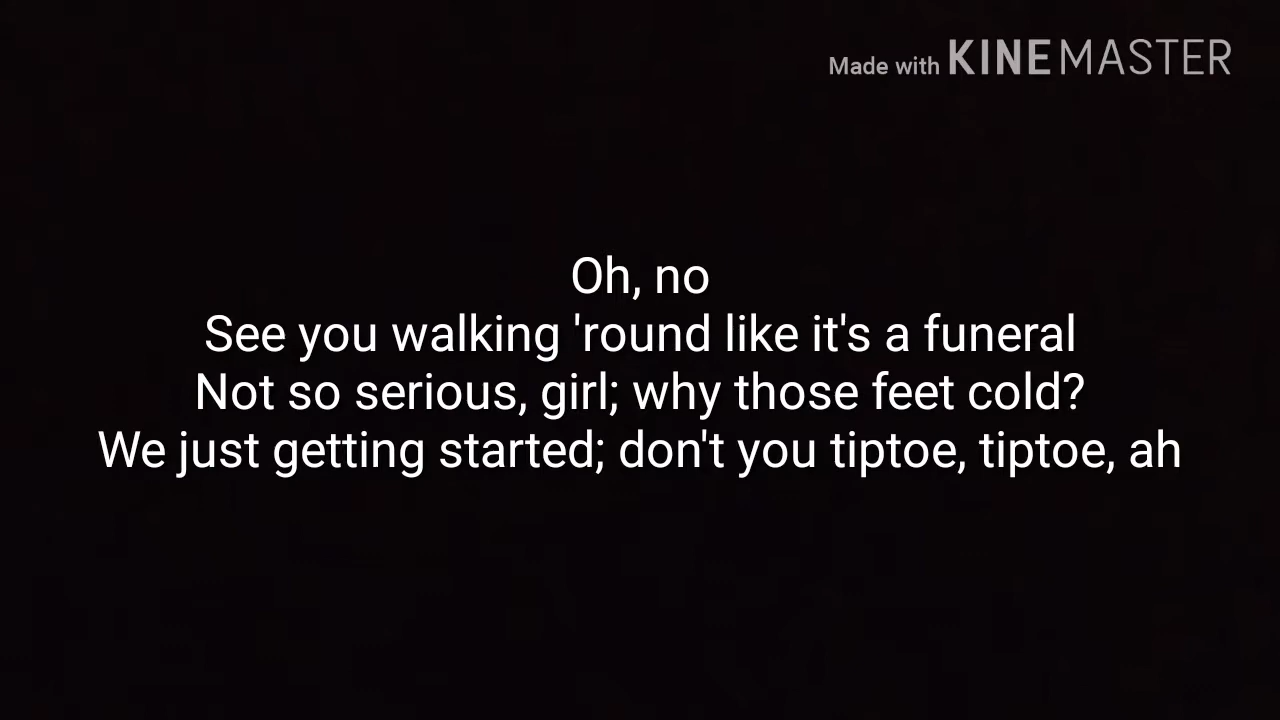 Made with KINEMASTER
Oh, no
See you walking 'round like it's a funeral
Not so serious, girl; why those feet cold?
We just getting started; don't you tiptoe, tiptoe, ah